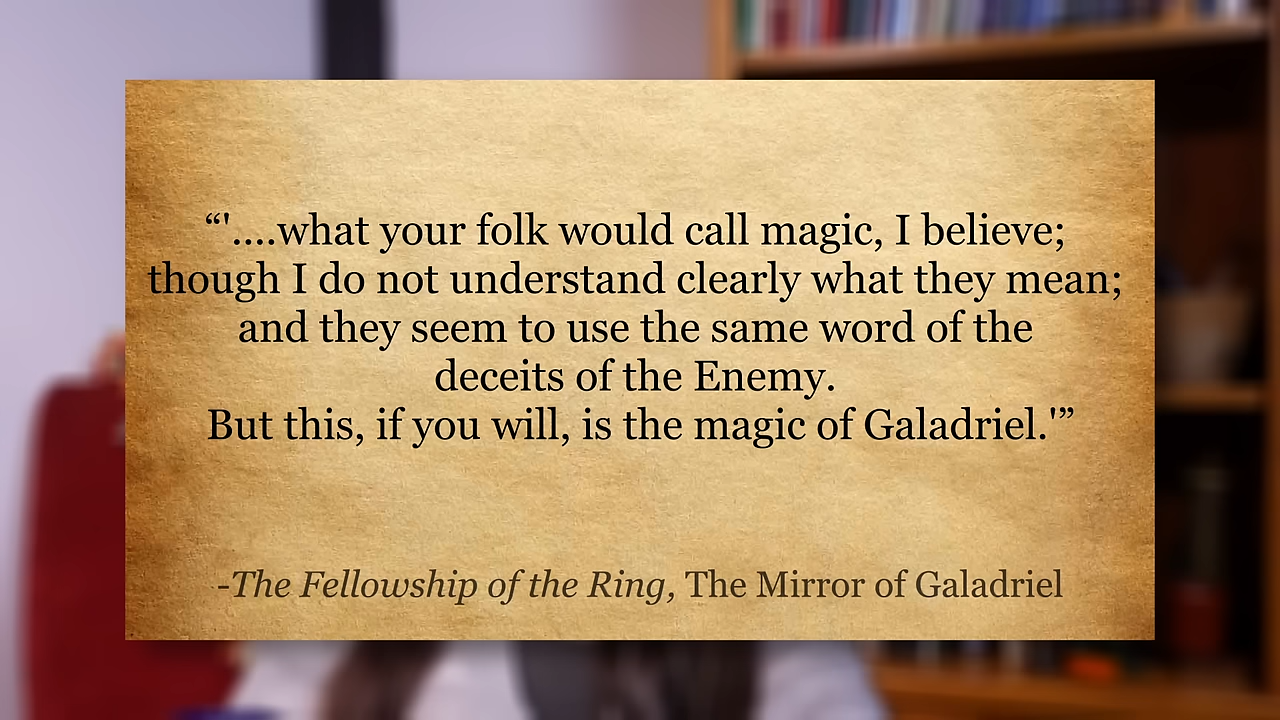 “'....what your folk would call magic, I believe;
though I do not understand clearly what they mean;
and they seem to use the same word of the
deceits of the Enemy.
But this, if you will, is the magic of Galadriel.'”
-The Fellowship of the Ring, The Mirror of Galadriel